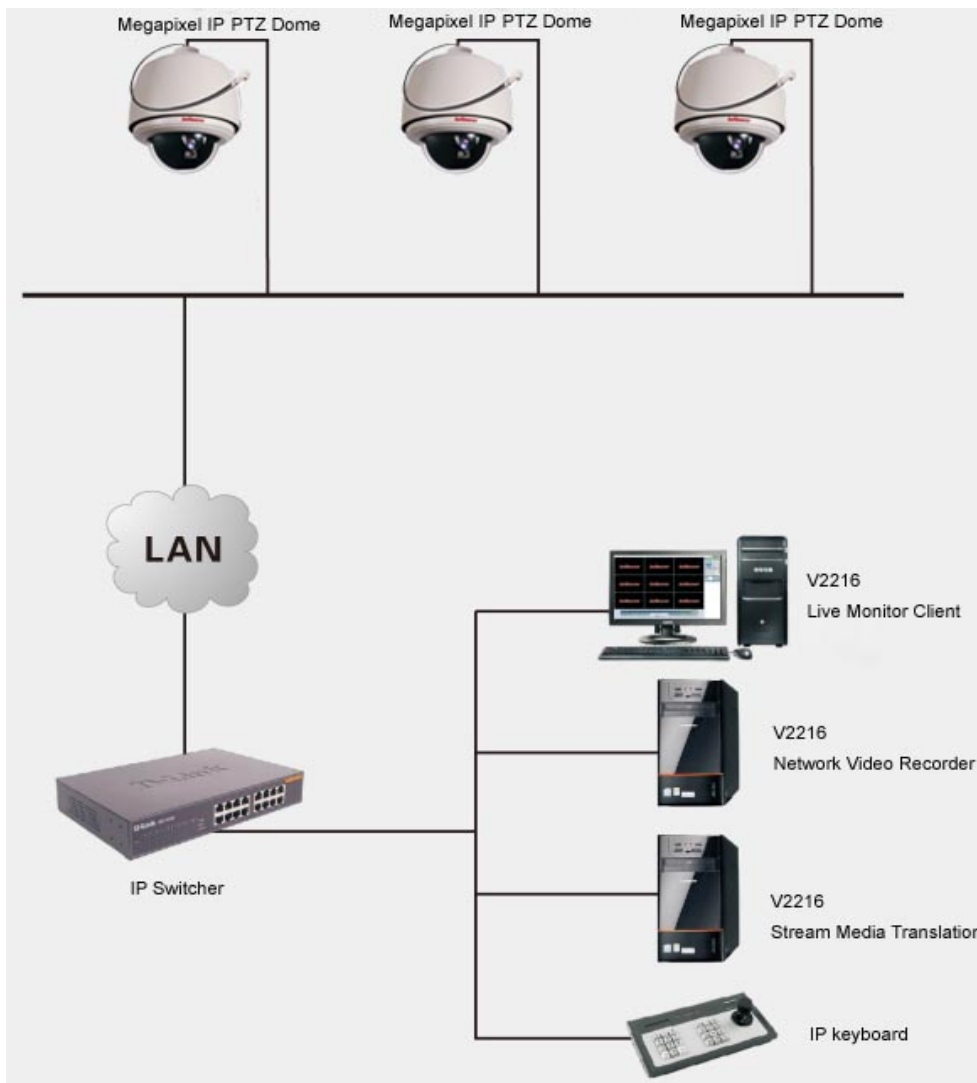 Megapixel IP PTZ Dome
Megapixel IP PTZ Dome
Megapixel IP PTZ Dome
LAN
V2216
Live Monitor Client
V2216
Network Video Recorder
D-Link
IP Switcher
V2216
Stream Media Translation
IP keyboard